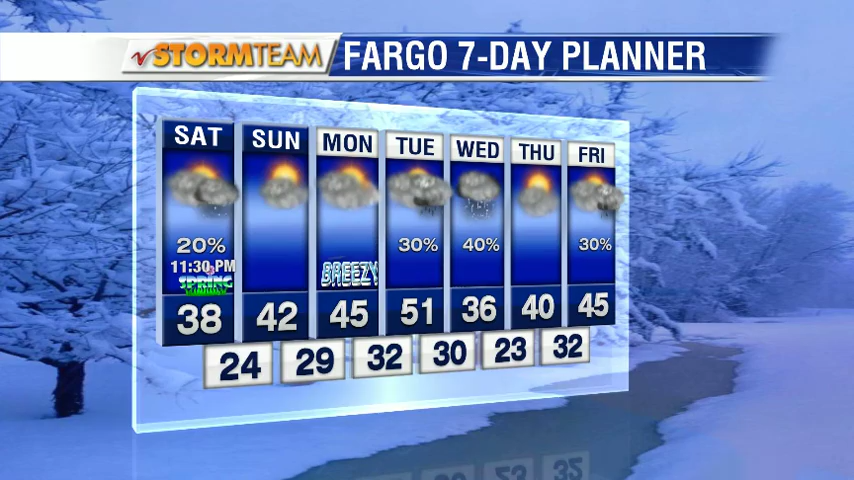 STORMTEAM FARGO 7-DAY PLANNER
SAT SUN MON TUE WED THU FRI
20% 30% 40% 30%
11:30 PM
SPRING BREEZY
38 42 45 51 36 40 45
24 29 32 30 23 32